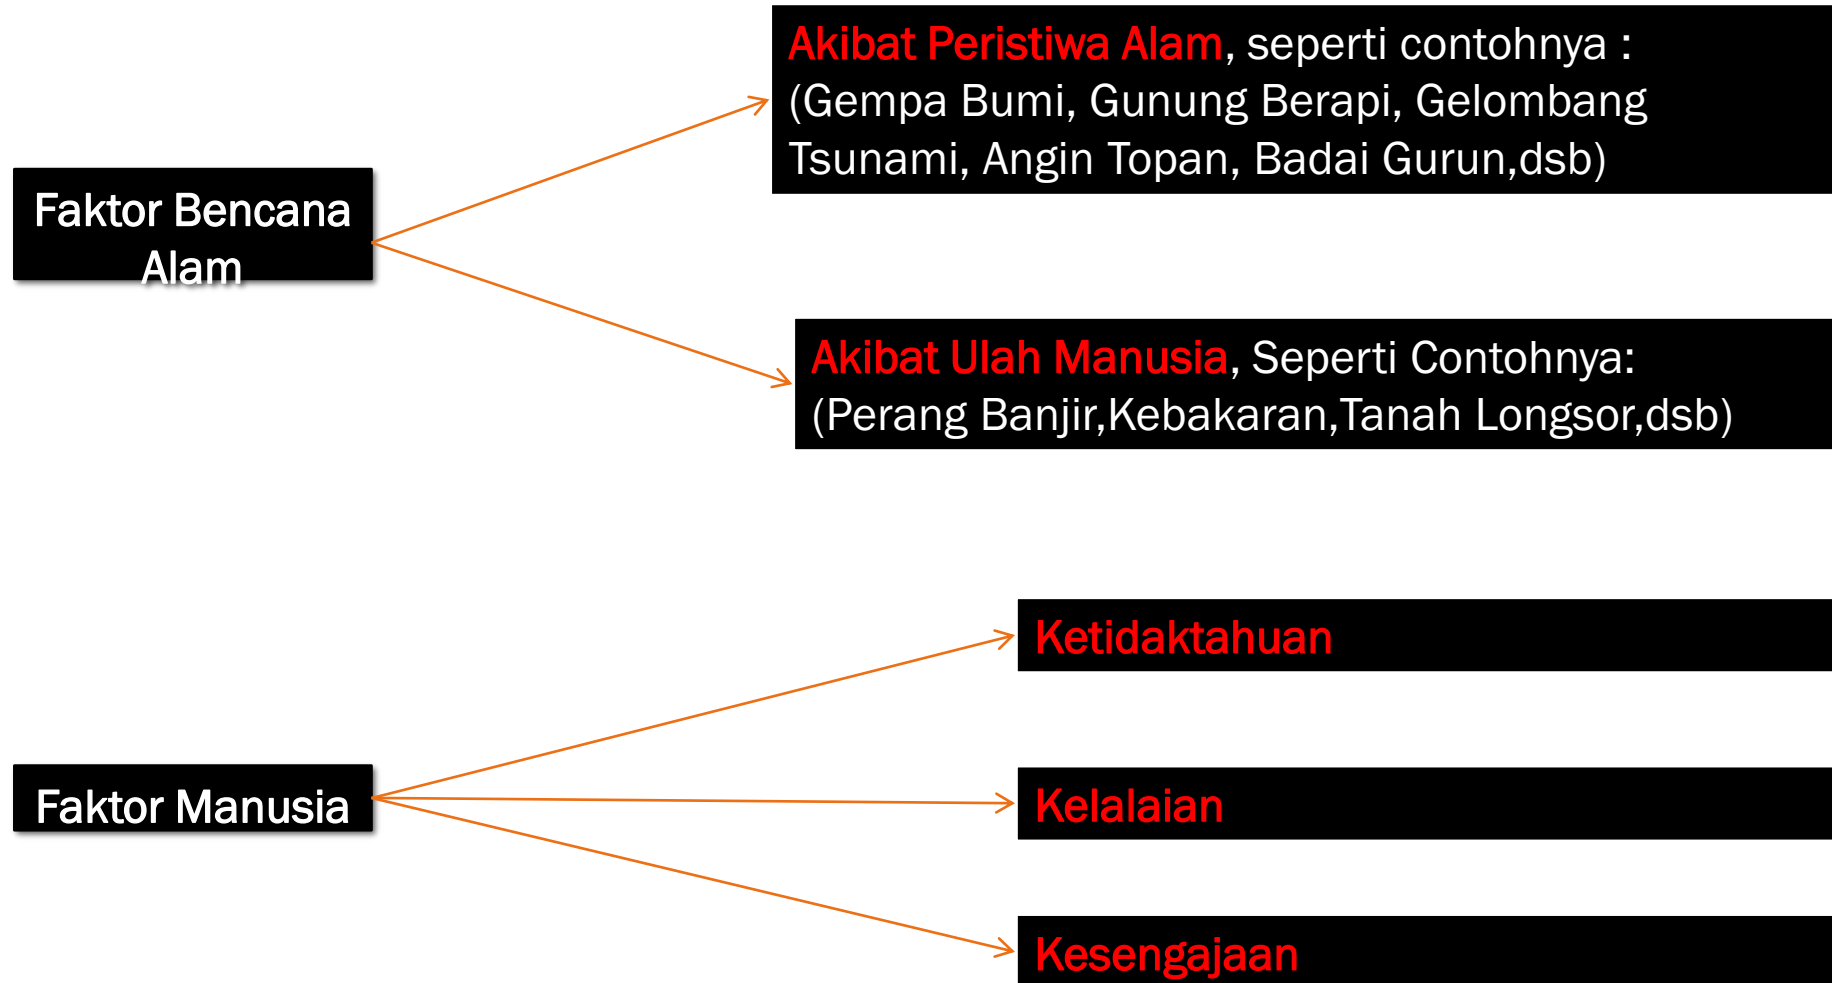 Akibat Peristiwa Alam, seperti contohnya :
(Gempa Bumi, Gunung Berapi, Gelombang
Tsunami, Angin Topan, Badai Gurun,dsb)
Faktor Bencana
Alam
Akibat Ulah Manusia, Seperti Contohnya:
(Perang Banjir,Kebakaran,Tanah Longsor,dsb)
Ketidaktahuan
Faktor Manusia
Kelalaian
Kesengajaan